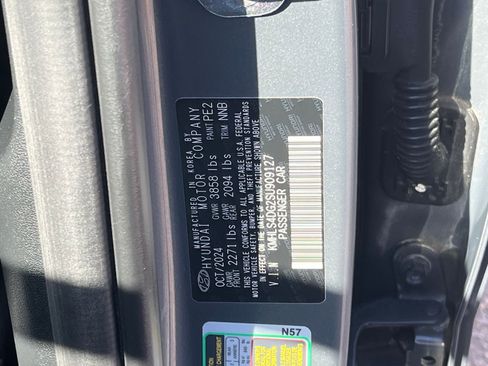 MANUFACTURED IN KOREA BY
HYUNDAI MOTOR COMPANY
OCT/2024 GVWR 3858 lbs PAINT PE2
GAWR FRONT 2271 lbs GAWR REAR 2094 lbs TRIM NNB
THIS VEHICLE CONFORMS TO ALL APPLICABLE U.S.A. FEDERAL
MOTOR VEHICLE SAFETY, BUMPER, AND THEFT PREVENTION STANDARDS
IN EFFECT ON THE DATE OF MANUFACTURE SHOWN ABOVE.
V.I.N KMHLS4DG2SU909127
PASSENGER CAR
N57